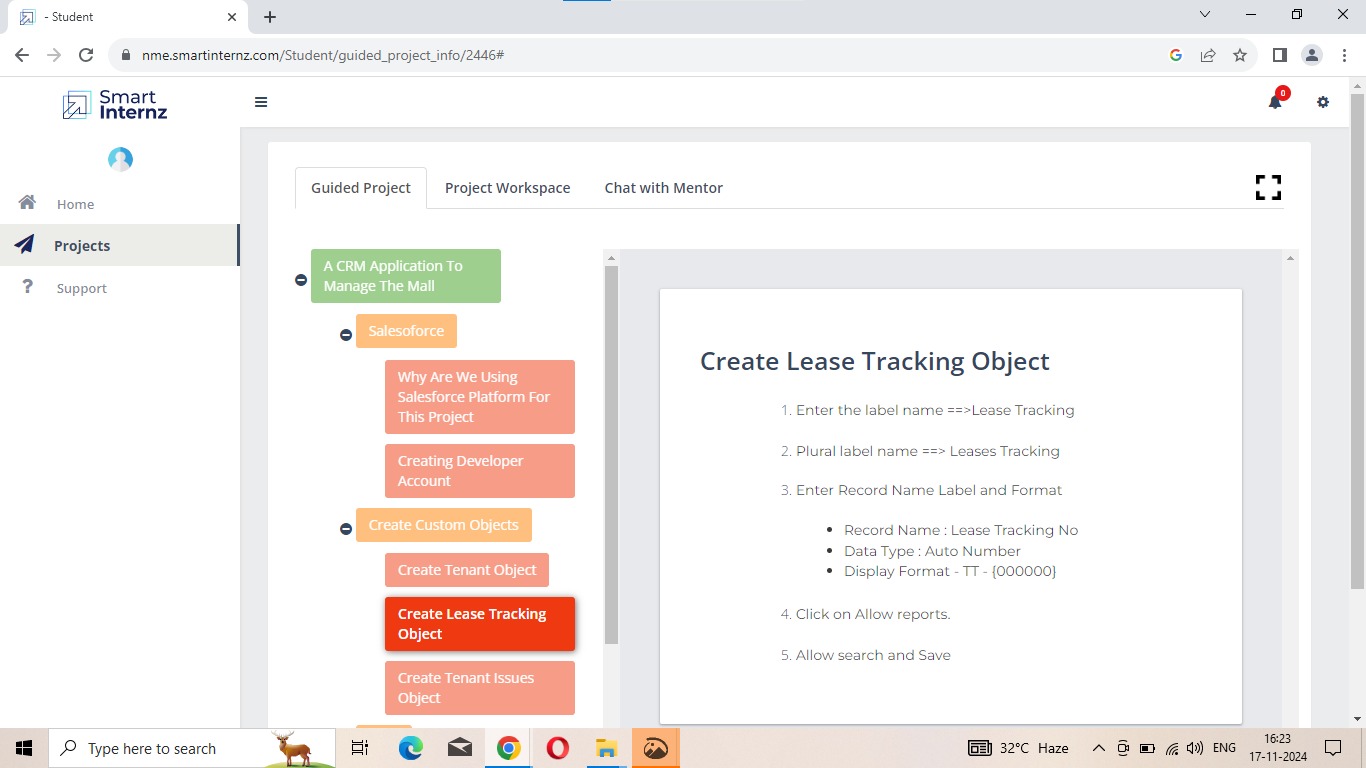 - Student
nme.smartinternz.com/Student/guided_project_info/2446#
Smart
Internz
0
Home
Projects
Support
Guided Project
Project Workspace
Chat with Mentor
A CRM Application To
Manage The Mall
Salesoforce
Why Are We Using
Salesforce Platform For
This Project
Creating Developer
Account
Create Custom Objects
Create Tenant Object
Create Lease Tracking
Object
Create Tenant Issues
Object
Create Lease Tracking Object
1. Enter the label name ==>Lease Tracking
2. Plural label name ==> Leases Tracking
3. Enter Record Name Label and Format
• Record Name : Lease Tracking No
• Data Type : Auto Number
• Display Format - TT - {000000}
4. Click on Allow reports.
5. Allow search and Save
Type here to search
32°C Haze
ENG
16:23
17-11-2024